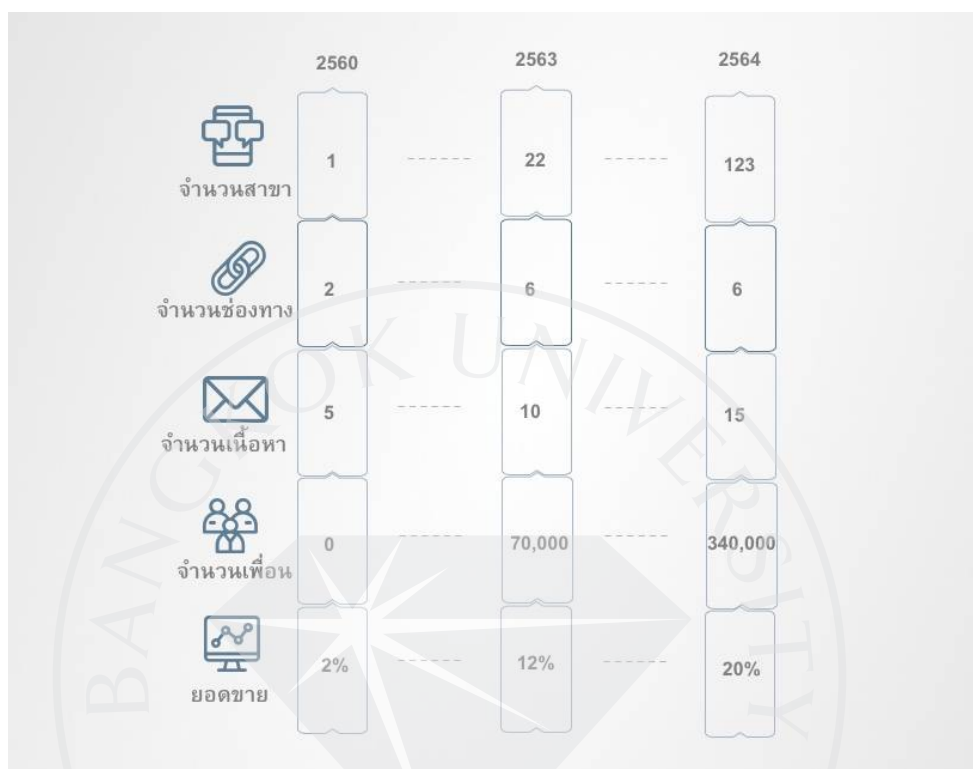 2560 2563 2564
1 22 123
จำนวนสาขา
2 6 6
จำนวนช่องทาง
5 10 15
จำนวนเนื้อหา
0 70,000 340,000
จำนวนเพื่อน
2% 12% 20%
ยอดขาย
BANGKOK UNIVERSITY